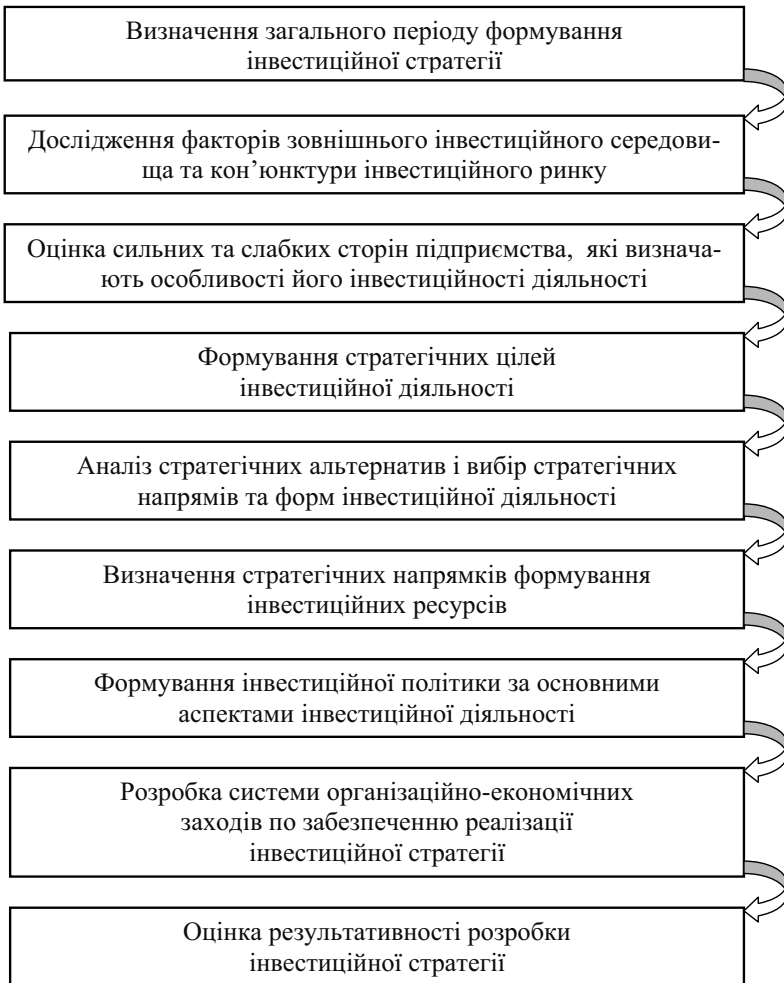 Визначення загального періоду формування
інвестиційної стратегії
Дослідження факторів зовнішнього інвестиційного середови-
ща та кон’юнктури інвестиційного ринку
Оцінка сильних та слабких сторін підприємства, які визнача-
ють особливості його інвестиційності діяльності
Формування стратегічних цілей
інвестиційної діяльності
Аналіз стратегічних альтернатив і вибір стратегічних
напрямів та форм інвестиційної діяльності
Визначення стратегічних напрямків формування
інвестиційних ресурсів
Формування інвестиційної політики за основними
аспектами інвестиційної діяльності
Розробка системи організаційно-економічних
заходів по забезпеченню реалізації
інвестиційної стратегії
Оцінка результативності розробки
інвестиційної стратегії